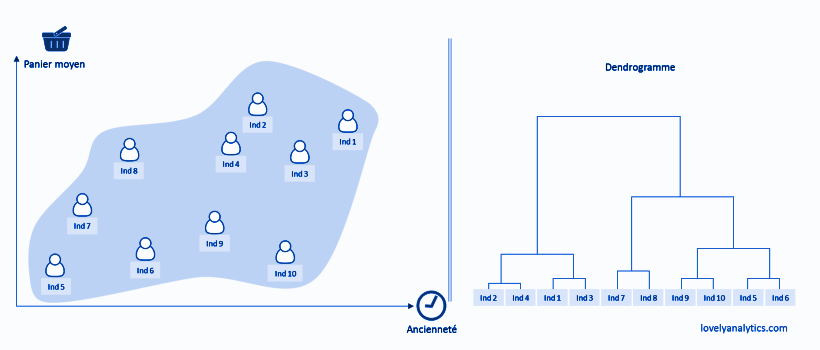 Panier moyen
Ind 2
Ind 1
Ind 4
Ind 3
Ind 8
Ind 7
Ind 9
Ind 6
Ind 10
Ind 5
Ancienneté
Dendrogramme
Ind 2 Ind 4 Ind 1 Ind 3 Ind 7 Ind 8 Ind 9 Ind 10 Ind 5 Ind 6
lovelyanalytics.com